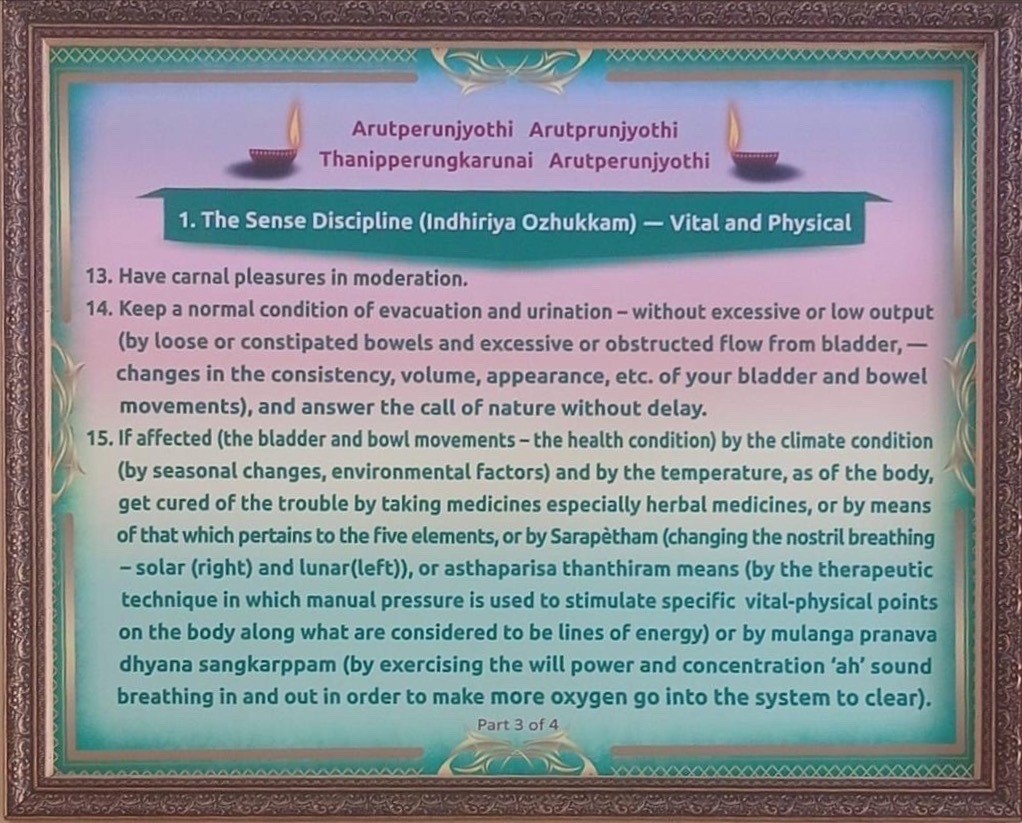 Arutperunjyothi Arutprunjyothi
Thanipperungkarunai Arutperunjyothi
1. The Sense Discipline (Indhiriya Ozhukkam) — Vital and Physical
13. Have carnal pleasures in moderation.
14. Keep a normal condition of evacuation and urination – without excessive or low output
(by loose or constipated bowels and excessive or obstructed flow from bladder, —
changes in the consistency, volume, appearance, etc. of your bladder and bowel
movements), and answer the call of nature without delay.
15. If affected (the bladder and bowl movements – the health condition) by the climate condition
(by seasonal changes, environmental factors) and by the temperature, as of the body,
get cured of the trouble by taking medicines especially herbal medicines, or by means
of that which pertains to the five elements, or by Sarapètham (changing the nostril breathing
– solar (right) and lunar(left)), or asthaparisa thanthiram means (by the therapeutic
technique in which manual pressure is used to stimulate specific vital-physical points
on the body along what are considered to be lines of energy) or by mulanga pranava
dhyana sangkarppam (by exercising the will power and concentration ‘ah’ sound
breathing in and out in order to make more oxygen go into the system to clear).
Part 3 of 4